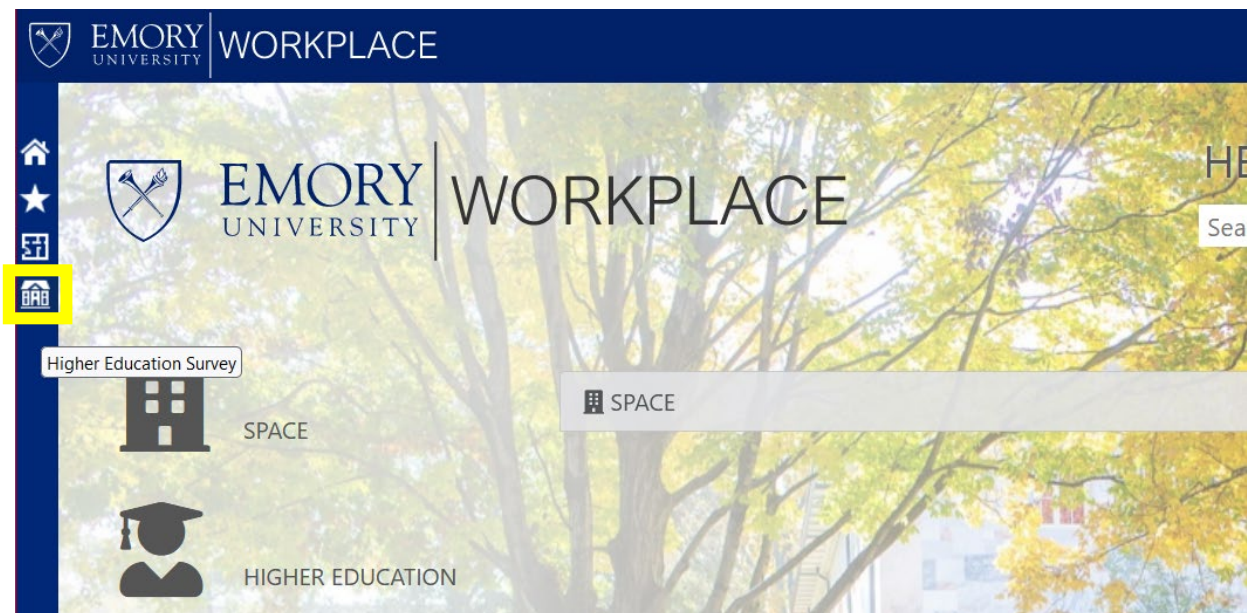 EMORY
UNIVERSITY
WORKPLACE
HE
EMORY
UNIVERSITY
WORKPLACE
Sea
Higher Education Survey
SPACE
SPACE
HIGHER EDUCATION